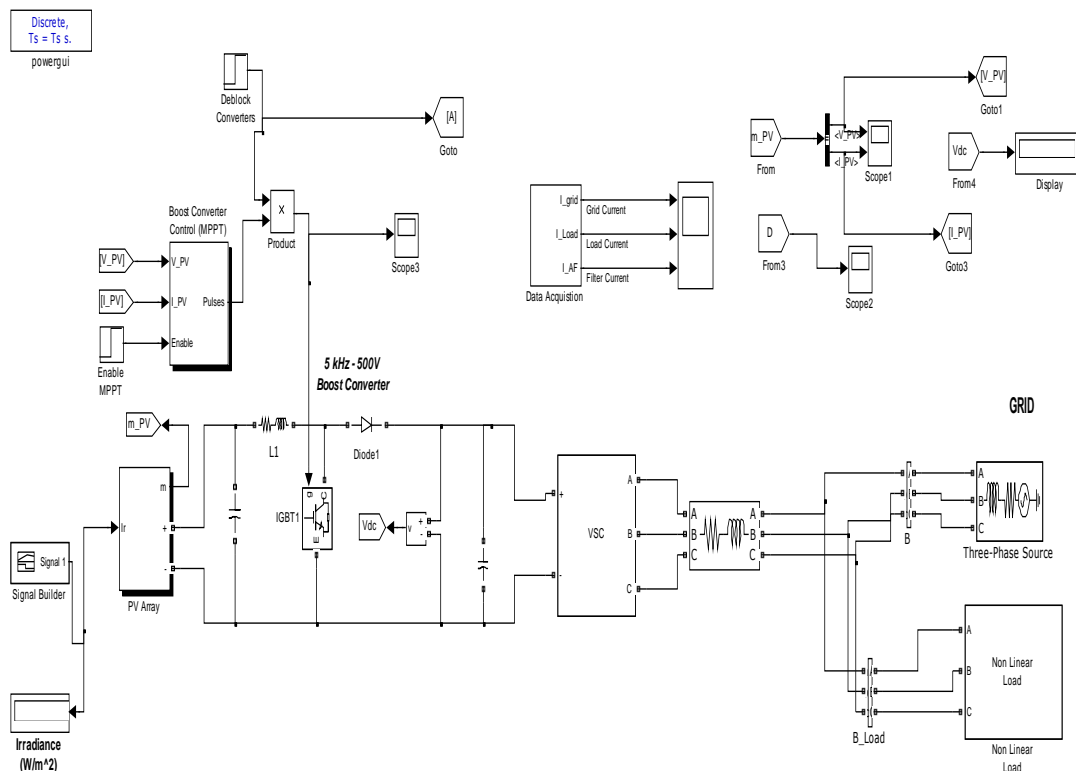 Discrete,
Ts = Ts s.
powergui
Deblock
Converters
[A]
Goto
Boost Converter
Control (MPPT)
X
Product
Scope3
[V_PV]
V_PV
[I_PV]
I_PV
Pulses
Enable
Enable
MPPT
I_grid
Grid Current
I_Load
Load Current
I_AF
Filter Current
Data Acquistion
m_PV
From
<V_PV>
<I_PV>
Scope1
[V_PV]
Goto1
Vdc
From4
Display
D
From3
Scope2
[I_PV]
Goto3
5 kHz - 500V
Boost Converter
GRID
m_PV
L1
Diode1
m
Ir
+
-
PV Array
g
C
E
IGBT1
Vdc
v
+
-
+
-
VSC
A
B
C
A
B
C
A
B
C
B
A
B
C
Three-Phase Source
Signal 1
Signal Builder
Irradiance
(W/m^2)
B_Load
A
B
C
Non Linear
Load
Non Linear
Load